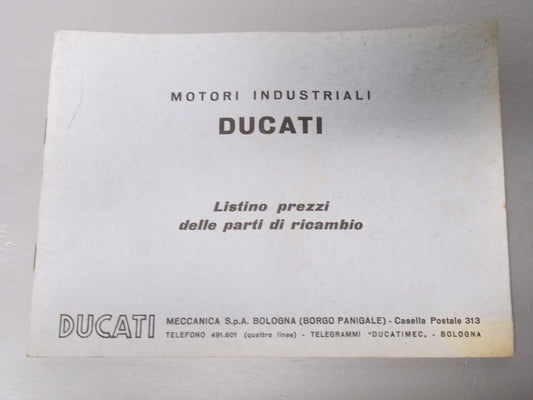 MOTORI INDUSTRIALI
DUCATI
Listino prezzi
delle parti di ricambio
DUCATI MECCANICA S.p.A. BOLOGNA (BORGO PANIGALE) - Casella Postale 313
TELEFONO 491.601 (quattro linee) - TELEGRAMMI "DUCATIMEC„ - BOLOGNA